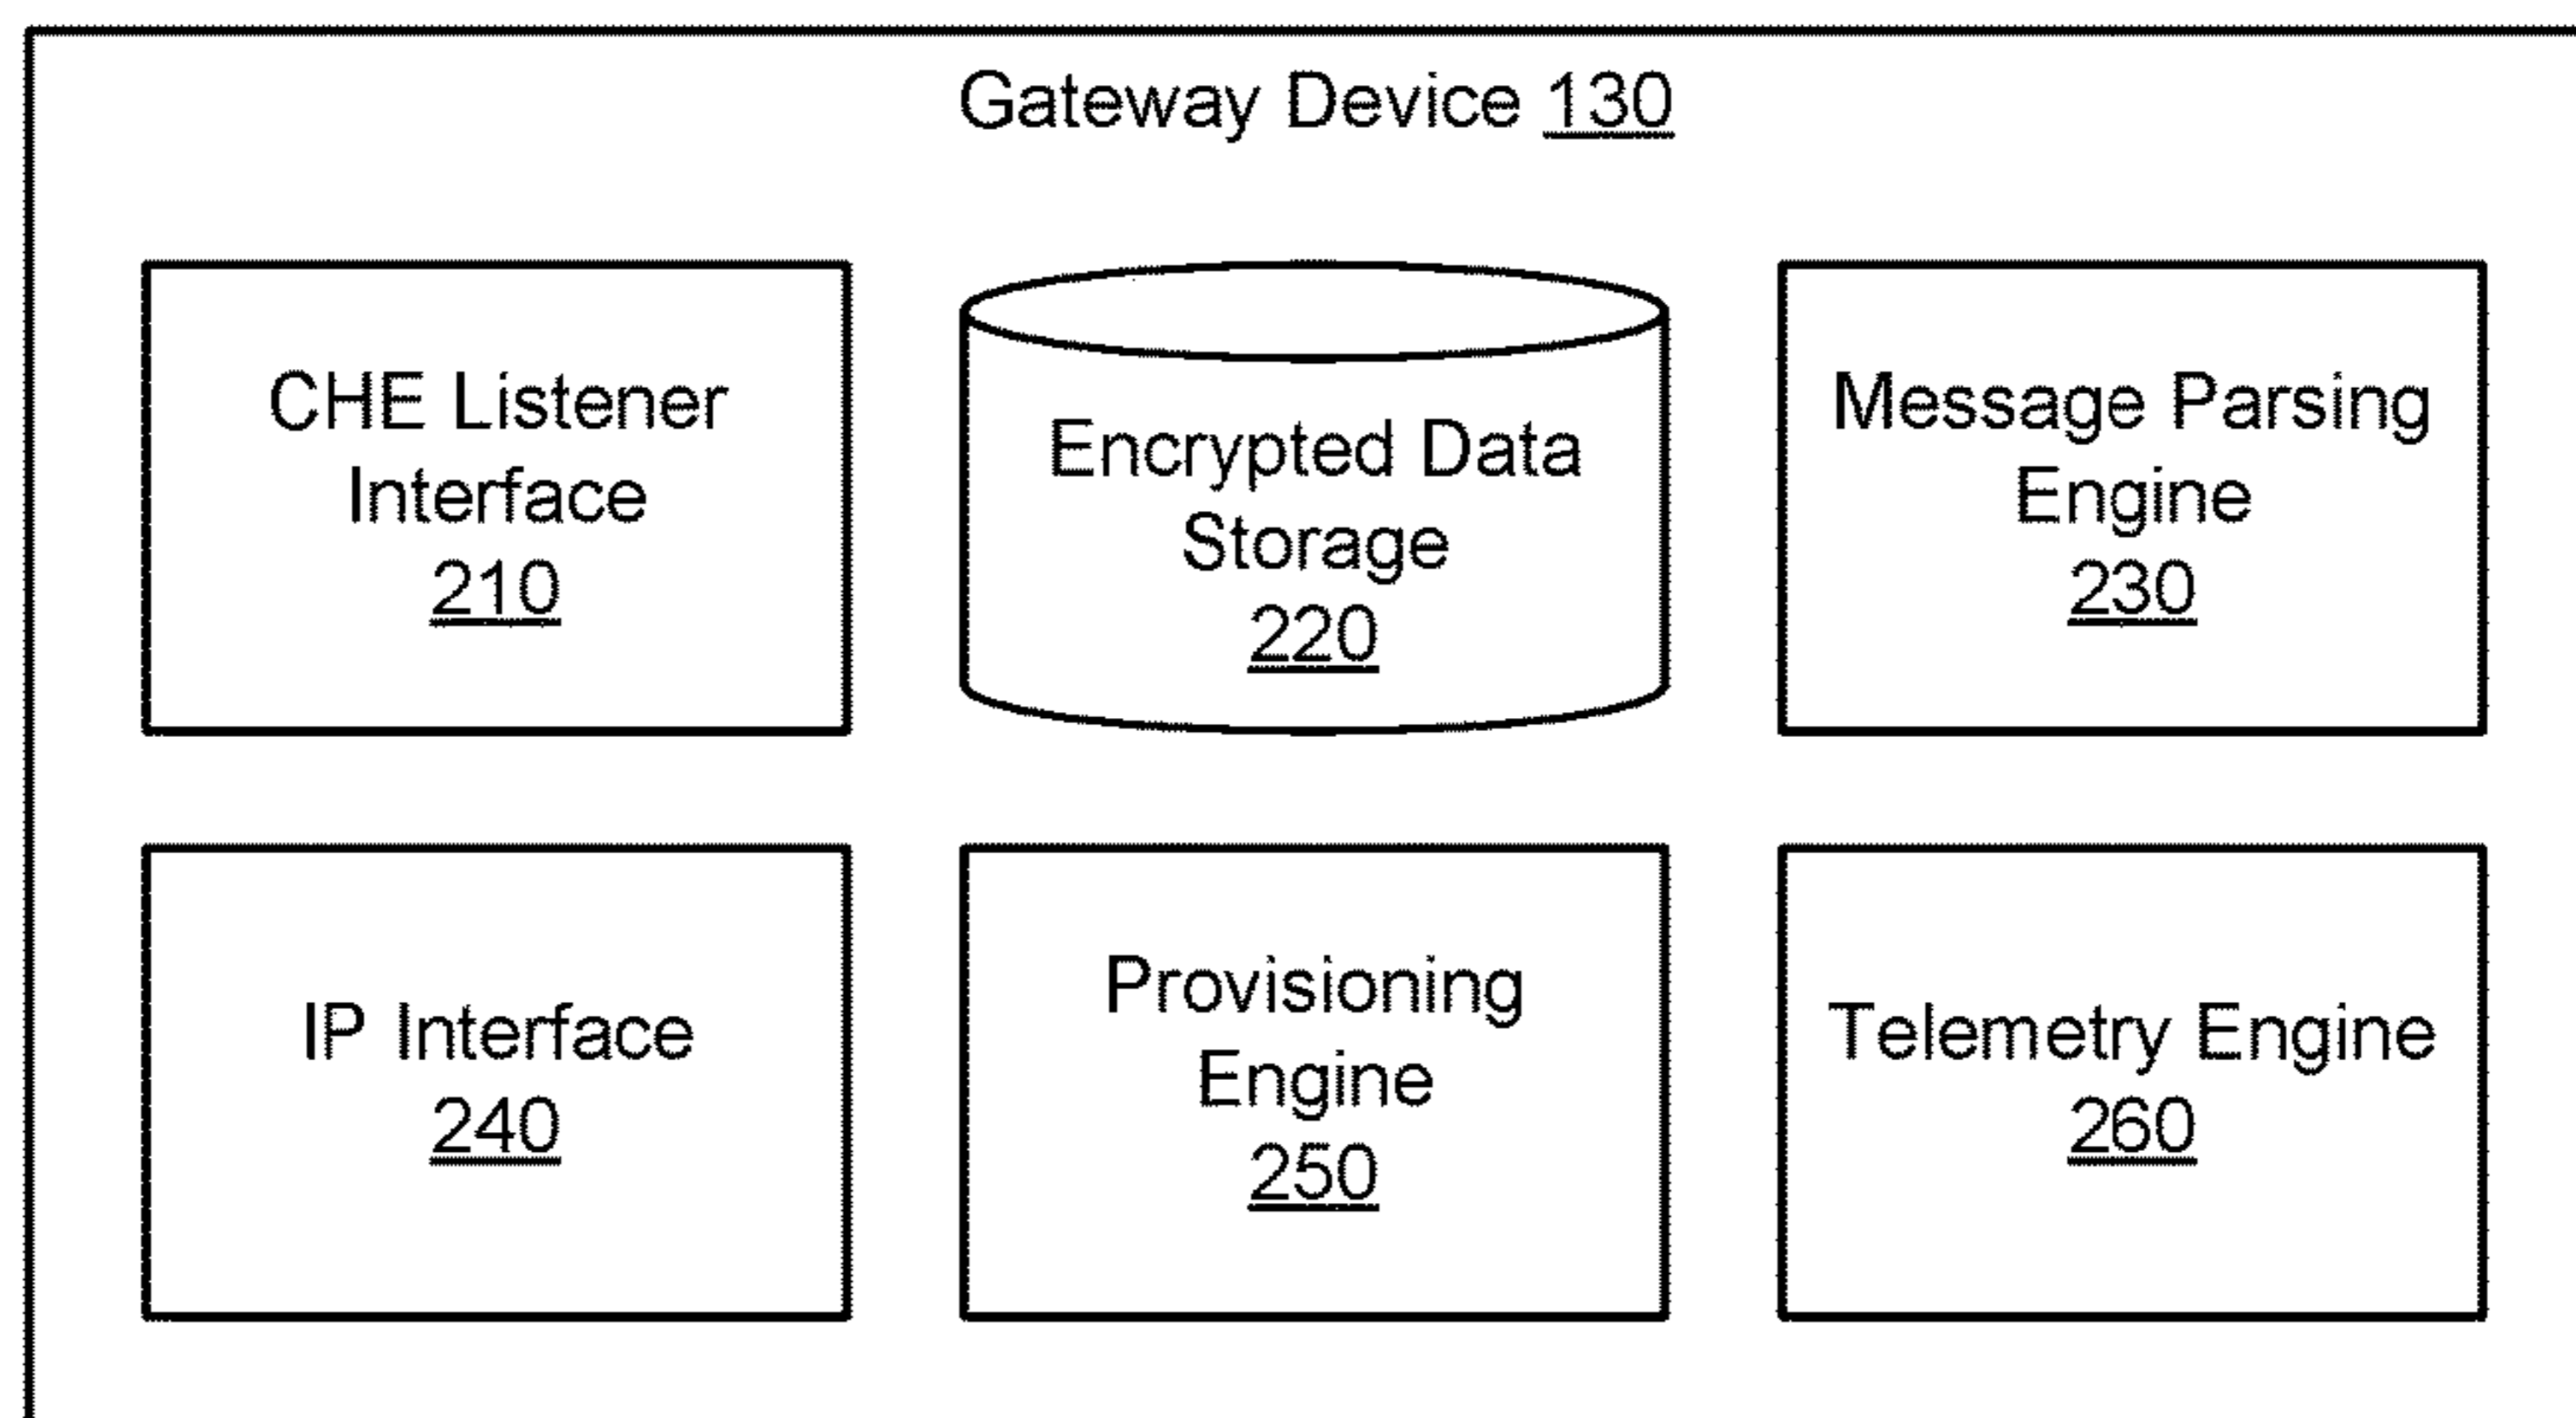 Gateway Device 130
CHE Listener
Interface
210
Encrypted Data
Storage
220
Message Parsing
Engine
230
IP Interface
240
Provisioning
Engine
250
Telemetry Engine
260